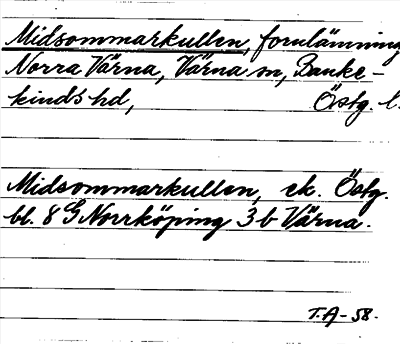 Midsommarkullen, fornlämning
Norra Värna, Värna sn, Banke-
kinds hd, Östg. l.
Midsommarkullen, ek. Östg.
bl. 8 G Norrköping 3 b Värna.
T.A-58.